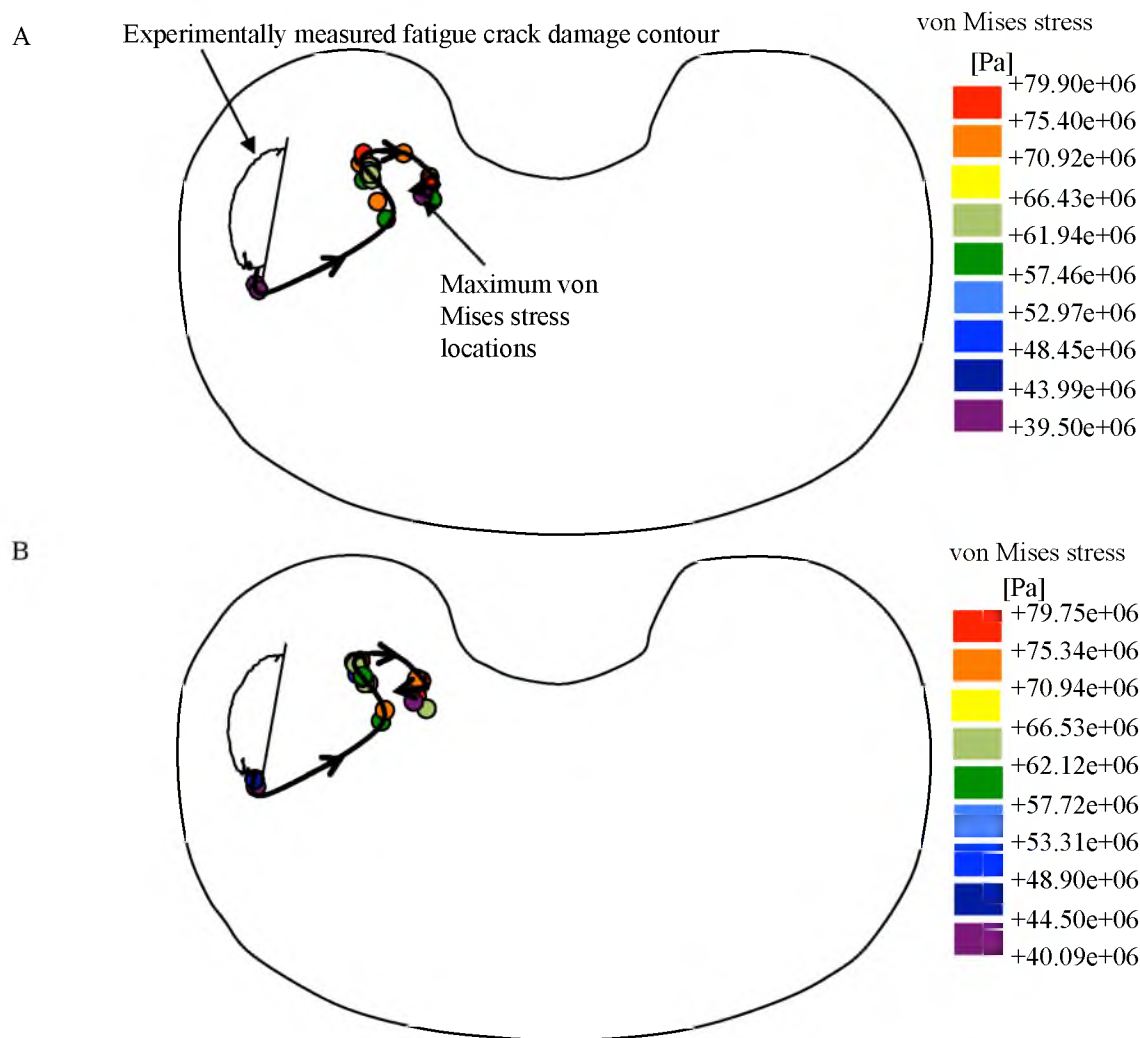 A
Experimentally measured fatigue crack damage contour
von Mises stress
[Pa]
+79.90e+06
+75.40e+06
+70.92e+06
+66.43e+06
+61.94e+06
+57.46e+06
+52.97e+06
+48.45e+06
+43.99e+06
+39.50e+06
Maximum von
Mises stress
locations
B
von Mises stress
[Pa]
+79.75e+06
+75.34e+06
+70.94e+06
+66.53e+06
+62.12e+06
+57.72e+06
+53.31e+06
+48.90e+06
+44.50e+06
+40.09e+06